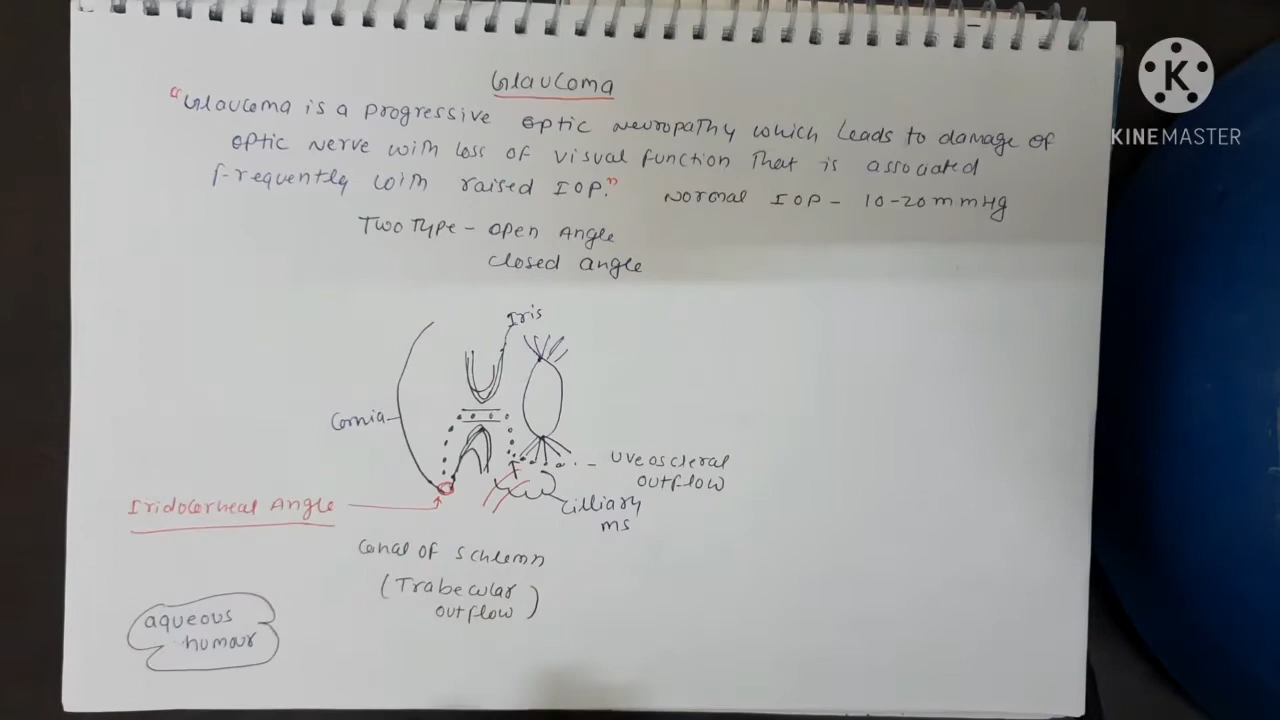 Glaucoma
"Glaucoma is a progressive optic neuropathy which leads to damage of
optic nerve with loss of visual function that is associated
frequently with raised IOP."
Normal IOP - 10-20 mmHg
Two Type - open Angle
closed angle
Iris
Cornia
uveoscleral
outflow
Iridocorneal Angle
cilliary
ms
canal of schlemn
(Trabecular
outflow)
aqueous
humour
K
KINEMASTER